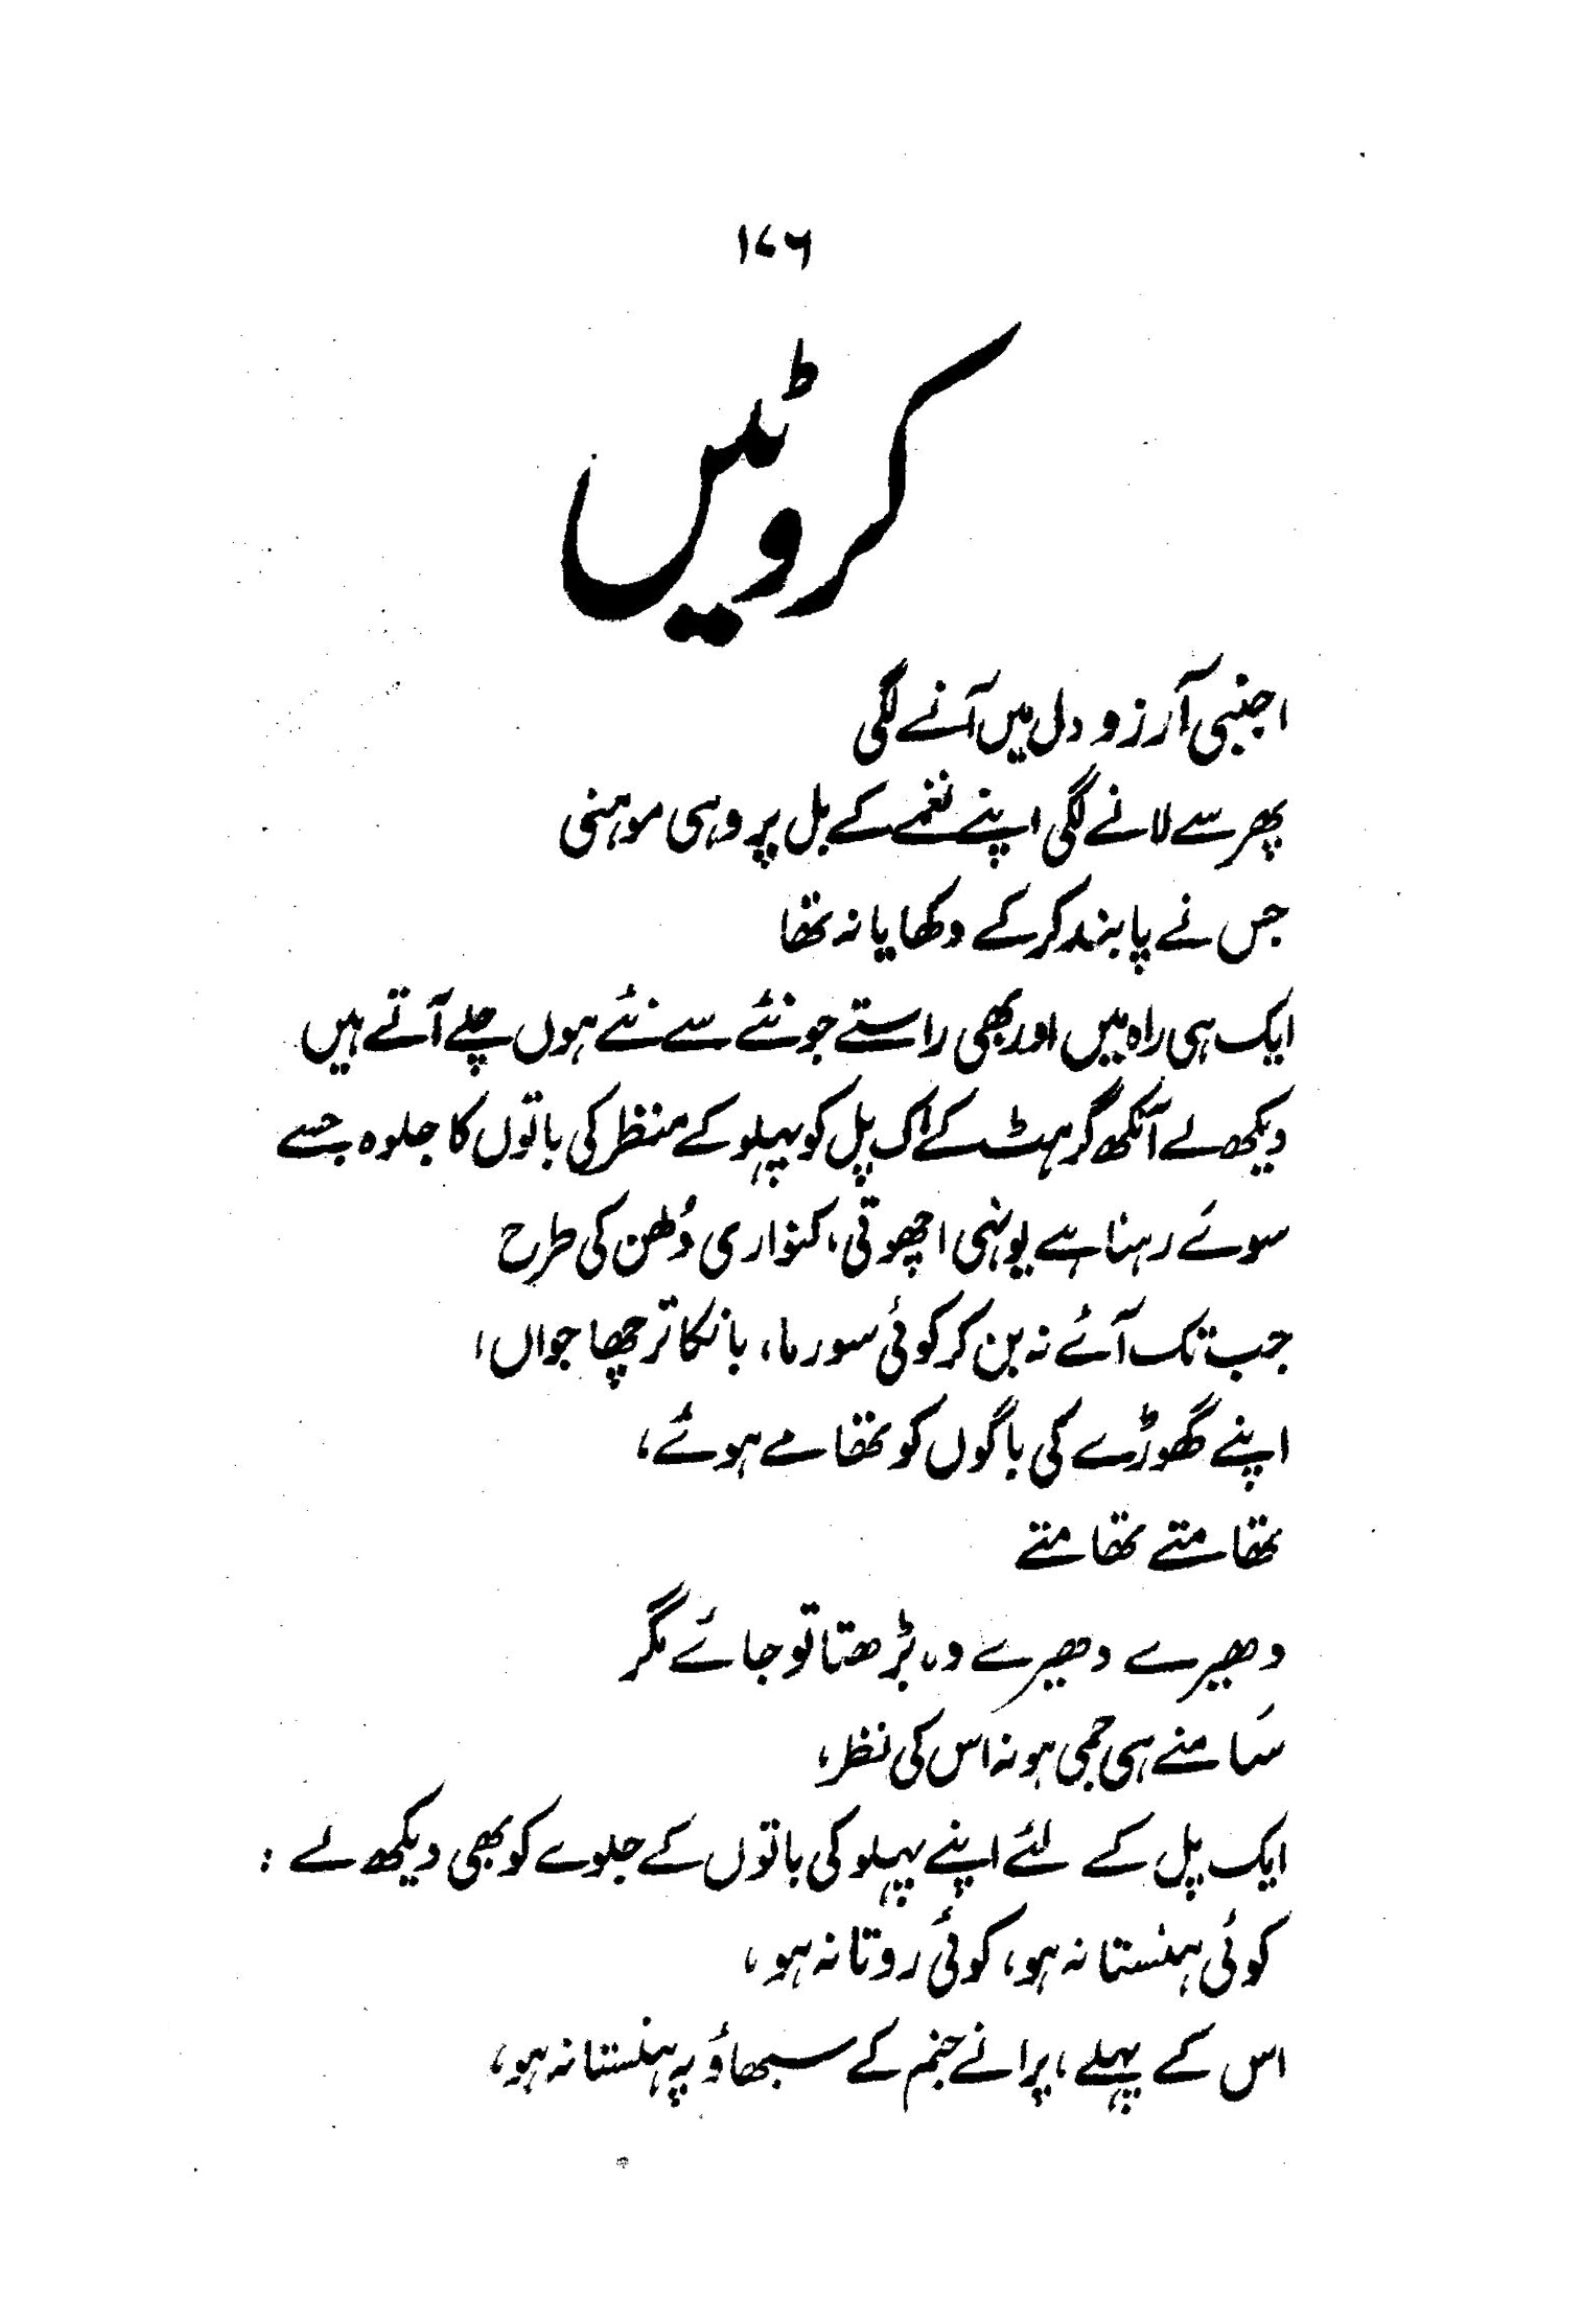 ۱۷۶
کروٹیں
اجنبی آرزو دل میں آنے لگی
پھر سے لانے لگی اپنے نغمے کے بل پر وہی موہنی
جس نے پابند کرکے دکھایا نہ تھا
ایک ہی راہ میں اور بھی راستے جو نئے سے نئے ہوں چلے آتے ہیں
دیکھ لے آنکھ گر ہٹ کے اک پل کو پہلو کے منظر کی باتوں کا جلوہ جسے
سوئے رہنا ہے یونہی اچھوتی، کنواری دُلھن کی طرح
جب تک آئے نہ بن کر کوئی سورما، بانکا ترچھا جواں،
اپنے گھوڑے کی باگوں کو تھامے ہوئے،
تھامتے تھامتے
دھیرے دھیرے وہ بڑھتا تو جائے مگر
سَامنے ہی جمی ہو نہ اس کی نظر،
ایک پل کے لئے اپنے پہلو کی باتوں کے جلوے کو بھی دیکھ لے :
کوئی ہنستا نہ ہو، کوئی روتا نہ ہو،
اس کے پہلے، پرانے جنم کے سبھاؤ پہ ہنستا نہ ہو،